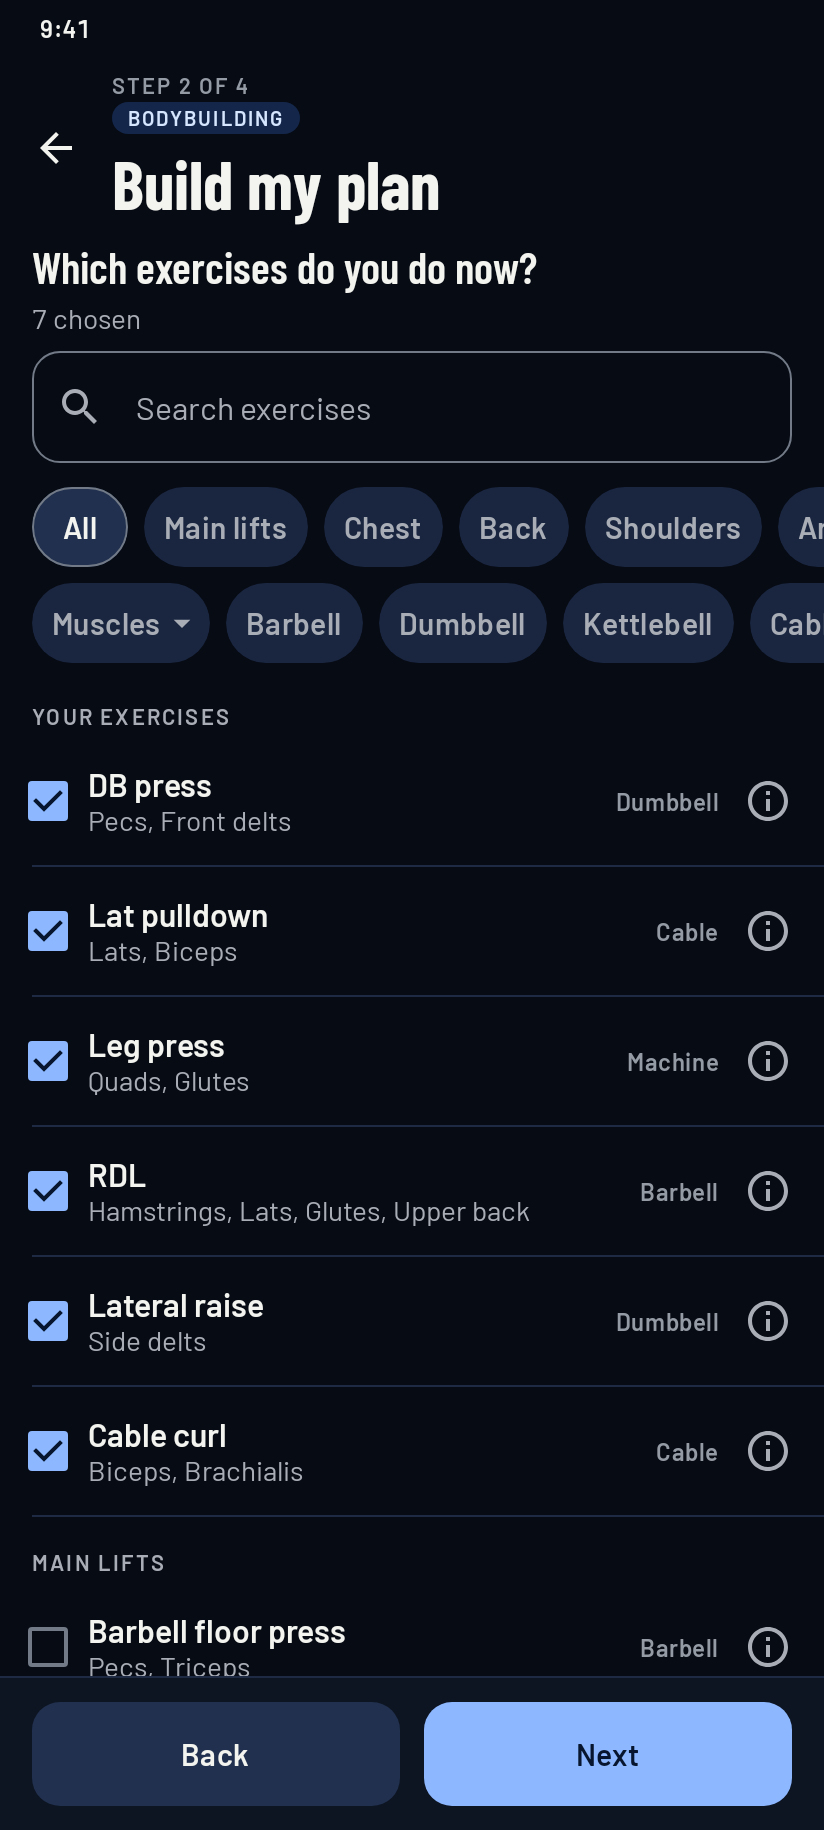 9:41
STEP 2 OF 4
BODYBUILDING
Build my plan
Which exercises do you do now?
7 chosen
Search exercises
All Main lifts Chest Back Shoulders
Muscles Barbell Dumbbell Kettlebell
YOUR EXERCISES
DB press
Pecs, Front delts
Dumbbell
Lat pulldown
Lats, Biceps
Cable
Leg press
Quads, Glutes
Machine
RDL
Hamstrings, Lats, Glutes, Upper back
Barbell
Lateral raise
Side delts
Dumbbell
Cable curl
Biceps, Brachialis
Cable
MAIN LIFTS
Barbell floor press
Pecs, Triceps
Barbell
Back Next